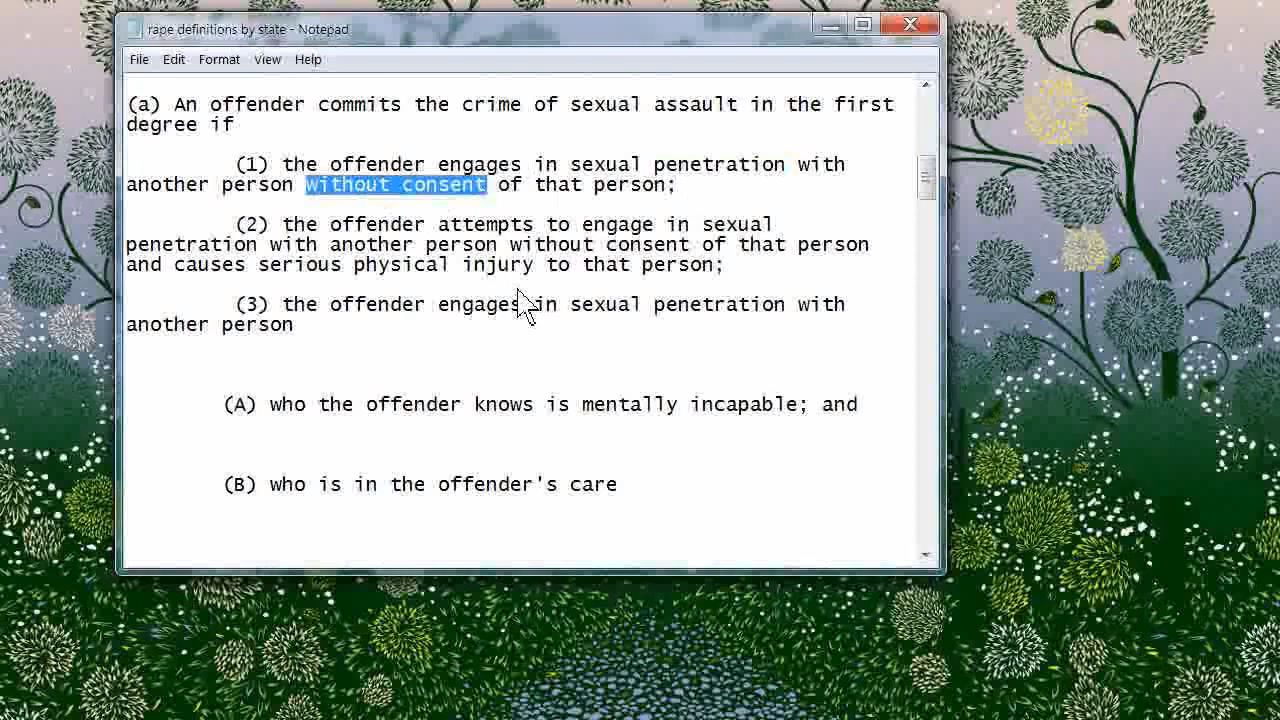 rape definitions by state - Notepad
File Edit Format View Help
(a) An offender commits the crime of sexual assault in the first
degree if
(1) the offender engages in sexual penetration with
another person without consent of that person;
(2) the offender attempts to engage in sexual
penetration with another person without consent of that person
and causes serious physical injury to that person;
(3) the offender engages in sexual penetration with
another person
(A) who the offender knows is mentally incapable; and
(B) who is in the offender's care